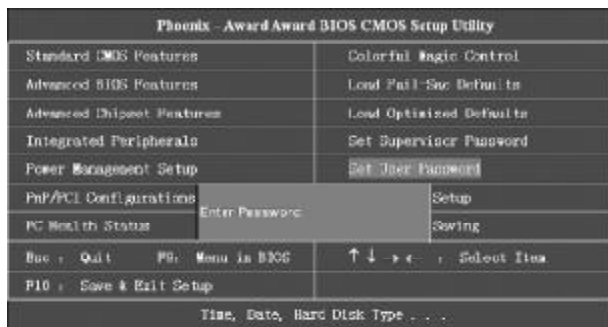 Phoenix – Award Award BIOS CMOS Setup Utility
Standard CMOS Features
Colorful Magic Control
Advanced BIOS Features
Load Fail-Sac Defaults
Advanced Chipset Features
Load Optimized Defaults
Integrated Peripherals
Set Supervisor Password
Power Management Setup
Set User Password
PnP/PCI Configurations
Setup
Enter Password:
PC Health Status
Saving
: Quit
F9: Menu in BIOS
↑ ↓ → ← : Select Item
F10 : Save & Exit Setup
Time, Date, Hard Disk Type . . .